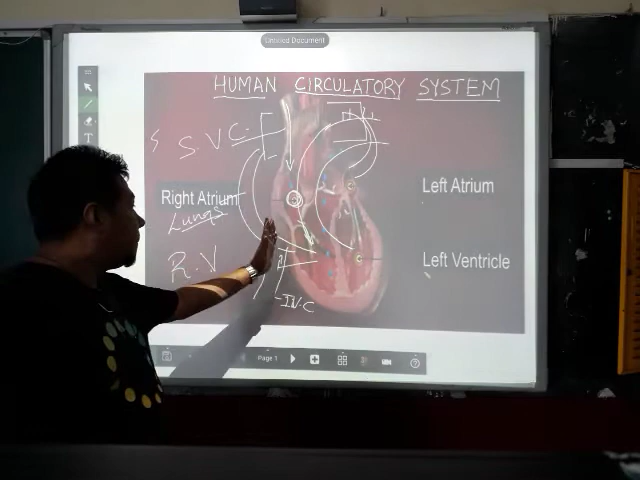 Untitled Document
HUMAN CIRCULATORY SYSTEM
S.V.C.
Right Atrium
Left Atrium
Lungs
R.V
Left Ventricle
I.V.C
Page 1